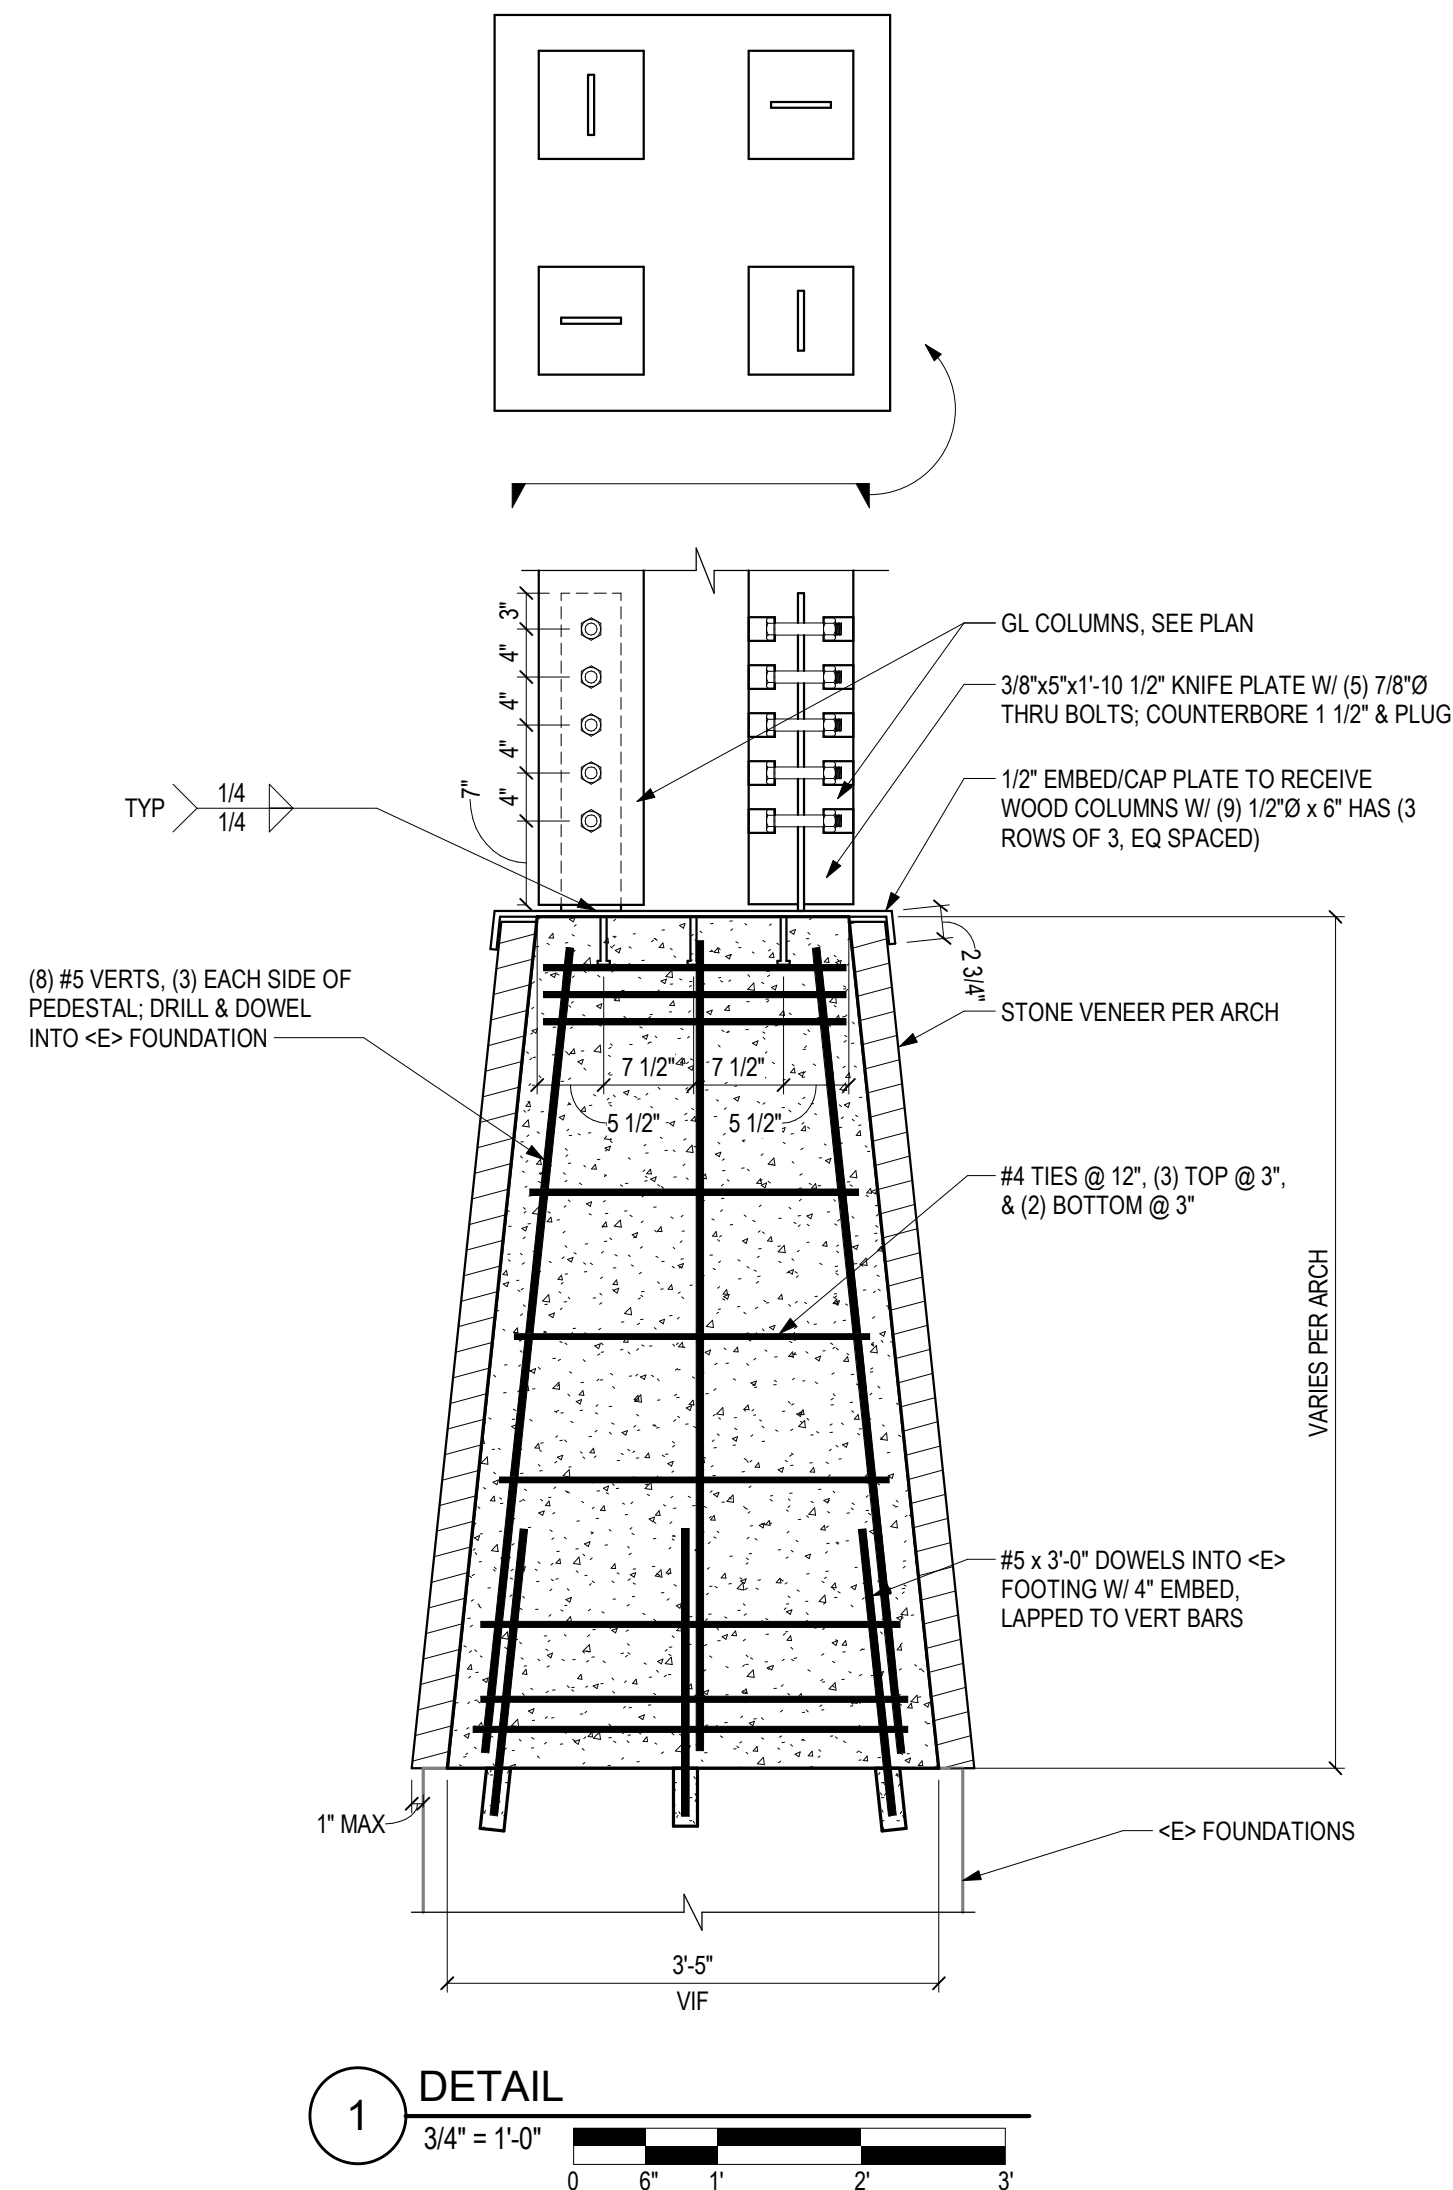 3"
4"
4"
4"
4"
7"
GL COLUMNS, SEE PLAN
3/8"x5"x1'-10 1/2" KNIFE PLATE W/ (5) 7/8"Ø
THRU BOLTS; COUNTERBORE 1 1/2" & PLUG
1/2" EMBED/CAP PLATE TO RECEIVE
WOOD COLUMNS W/ (9) 1/2"Ø x 6" HAS (3
ROWS OF 3, EQ SPACED)
TYP
1/4
1/4
2 3/4"
(8) #5 VERTS, (3) EACH SIDE OF
PEDESTAL; DRILL & DOWEL
INTO <E> FOUNDATION
STONE VENEER PER ARCH
7 1/2"
7 1/2"
5 1/2"
5 1/2"
#4 TIES @ 12", (3) TOP @ 3",
& (2) BOTTOM @ 3"
VARIES PER ARCH
#5 x 3'-0" DOWELS INTO <E>
FOOTING W/ 4" EMBED,
LAPPED TO VERT BARS
1" MAX
<E> FOUNDATIONS
3'-5"
VIF
1
DETAIL
3/4" = 1'-0"
0
6"
1'
2'
3'